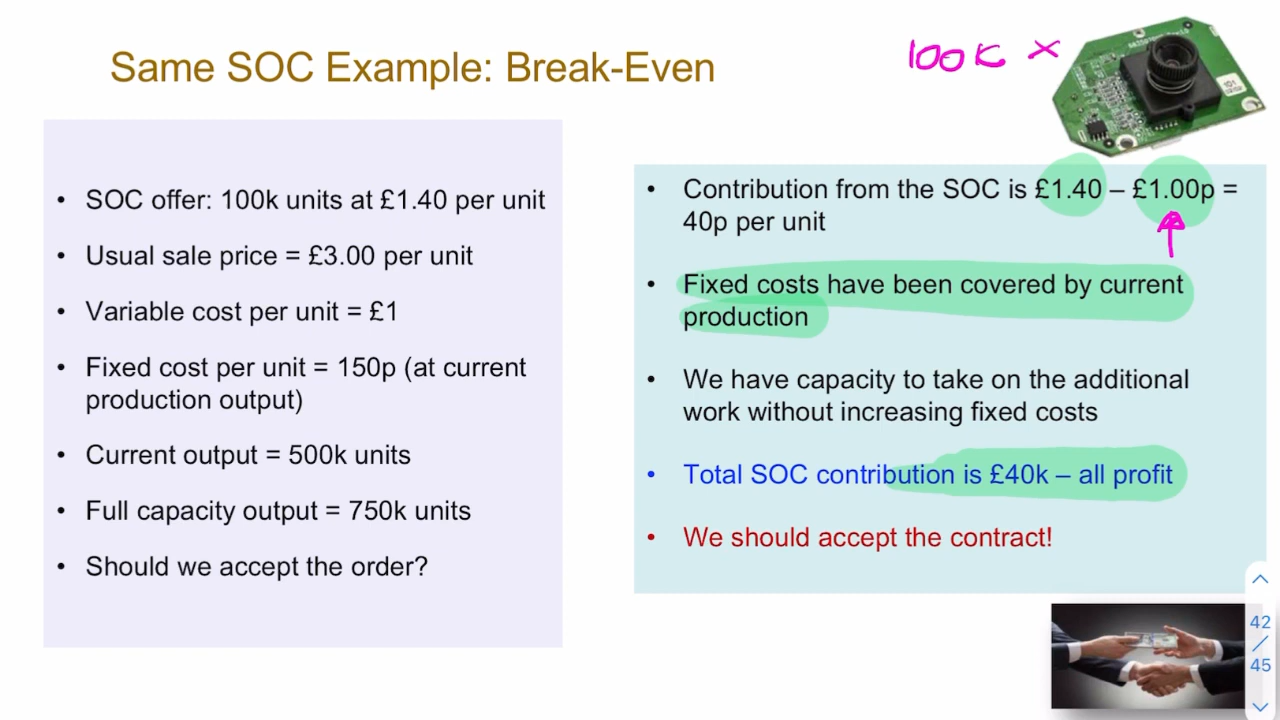 Same SOC Example: Break-Even
100K ×
• SOC offer: 100k units at £1.40 per unit
• Usual sale price = £3.00 per unit
• Variable cost per unit = £1
• Fixed cost per unit = 150p (at current
production output)
• Current output = 500k units
• Full capacity output = 750k units
• Should we accept the order?
• Contribution from the SOC is £1.40 – £1.00p =
40p per unit
• Fixed costs have been covered by current
production
• We have capacity to take on the additional
work without increasing fixed costs
• Total SOC contribution is £40k – all profit
• We should accept the contract!
42
/
45